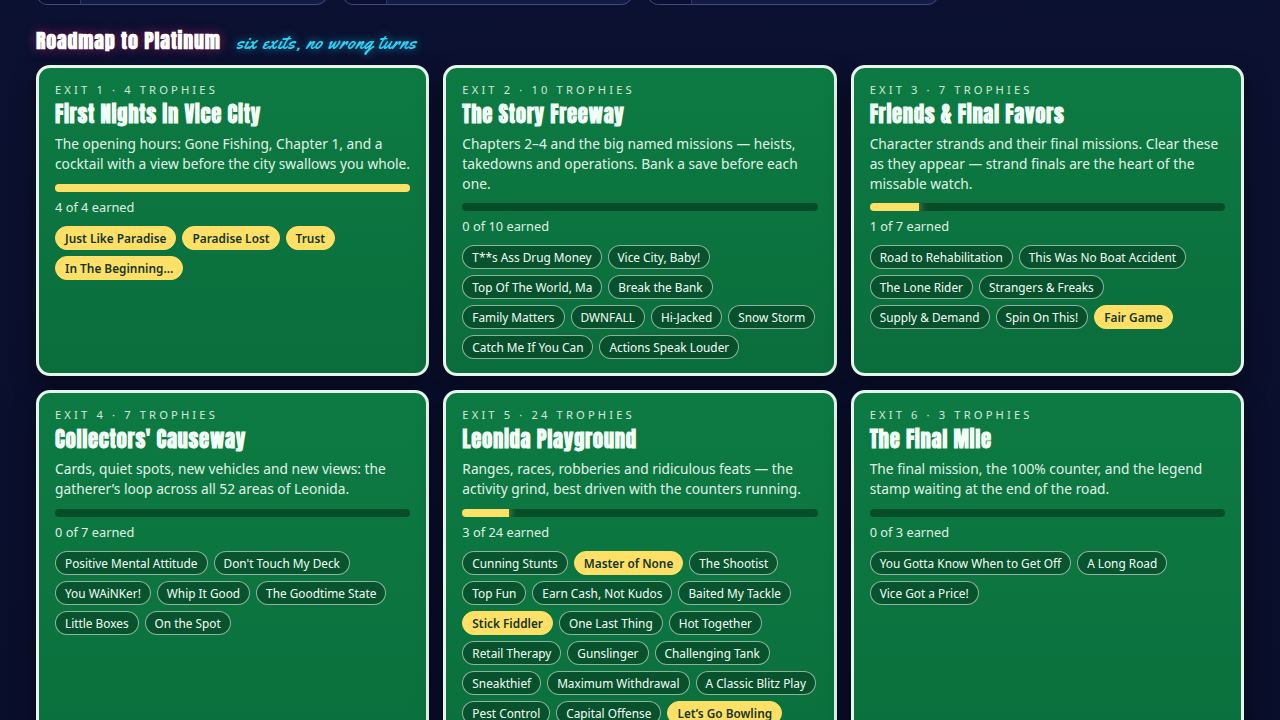 Roadmap to Platinum six exits, no wrong turns
EXIT 1 · 4 TROPHIES
First Nights in Vice City
The opening hours: Gone Fishing, Chapter 1, and a
cocktail with a view before the city swallows you whole.
4 of 4 earned
Just Like Paradise Paradise Lost Trust
In The Beginning...
EXIT 2 · 10 TROPHIES
The Story Freeway
Chapters 2–4 and the big named missions — heists,
takedowns and operations. Bank a save before each
one.
0 of 10 earned
T**s Ass Drug Money Vice City, Baby!
Top Of The World, Ma Break the Bank
Family Matters DWNFALL Hi-Jacked Snow Storm
Catch Me If You Can Actions Speak Louder
EXIT 3 · 7 TROPHIES
Friends & Final Favors
Character strands and their final missions. Clear these
as they appear — strand finals are the heart of the
missable watch.
1 of 7 earned
Road to Rehabilitation This Was No Boat Accident
The Lone Rider Strangers & Freaks
Supply & Demand Spin On This! Fair Game
EXIT 4 · 7 TROPHIES
Collectors' Causeway
Cards, quiet spots, new vehicles and new views: the
gatherer's loop across all 52 areas of Leonida.
0 of 7 earned
Positive Mental Attitude Don't Touch My Deck
You WAiNKer! Whip It Good The Goodtime State
Little Boxes On the Spot
EXIT 5 · 24 TROPHIES
Leonida Playground
Ranges, races, robberies and ridiculous feats — the
activity grind, best driven with the counters running.
3 of 24 earned
Cunning Stunts Master of None The Shootist
Top Fun Earn Cash, Not Kudos Baited My Tackle
Stick Fiddler One Last Thing Hot Together
Retail Therapy Gunslinger Challenging Tank
Sneakthief Maximum Withdrawal A Classic Blitz Play
Pest Control Capital Offense Let's Go Bowling
EXIT 6 · 3 TROPHIES
The Final Mile
The final mission, the 100% counter, and the legend
stamp waiting at the end of the road.
0 of 3 earned
You Gotta Know When to Get Off A Long Road
Vice Got a Price!